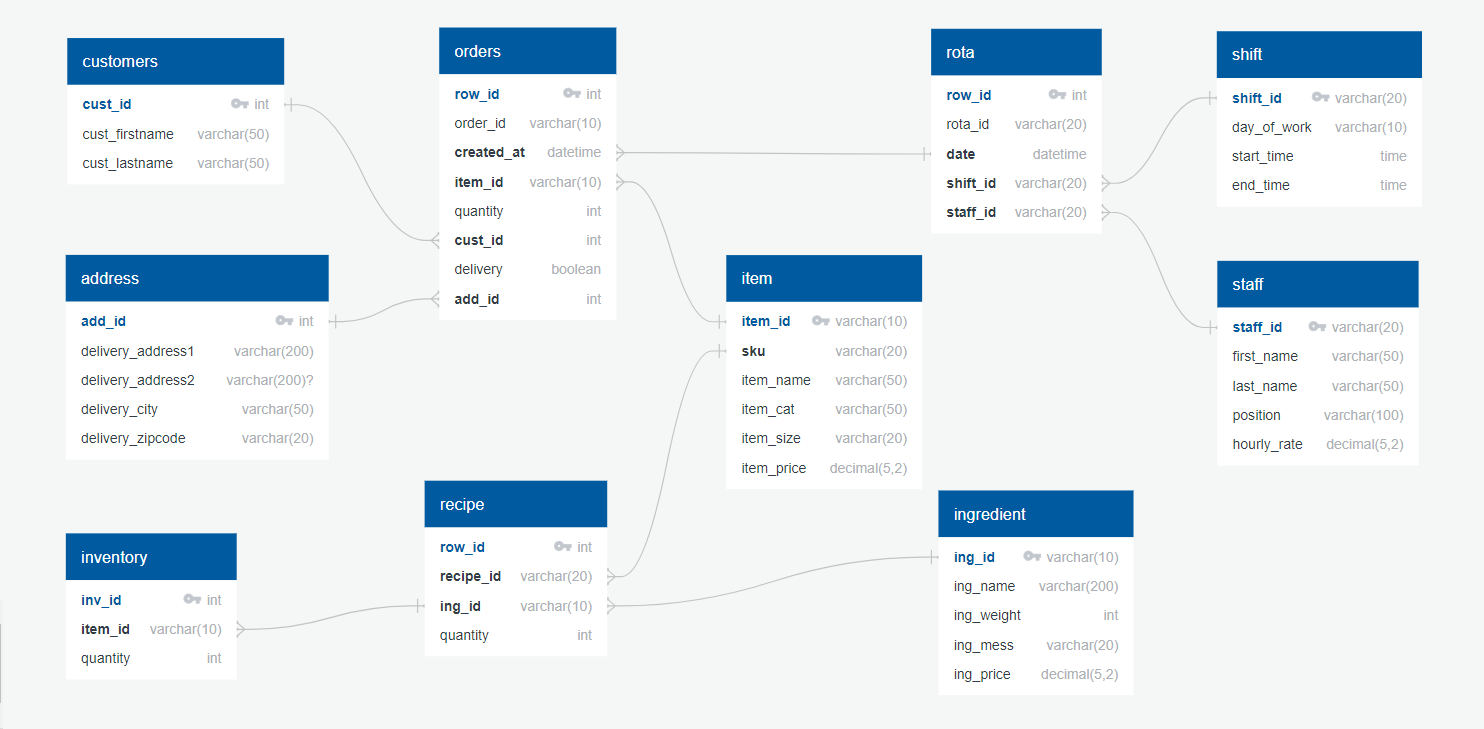 customers
cust_id int
cust_firstname varchar(50)
cust_lastname varchar(50)
orders
row_id int
order_id varchar(10)
created_at datetime
item_id varchar(10)
quantity int
cust_id int
delivery boolean
add_id int
rota
row_id int
rota_id varchar(20)
date datetime
shift_id varchar(20)
staff_id varchar(20)
shift
shift_id varchar(20)
day_of_work varchar(10)
start_time time
end_time time
address
add_id int
delivery_address1 varchar(200)
delivery_address2 varchar(200)?
delivery_city varchar(50)
delivery_zipcode varchar(20)
item
item_id varchar(10)
sku varchar(20)
item_name varchar(50)
item_cat varchar(50)
item_size varchar(20)
item_price decimal(5,2)
staff
staff_id varchar(20)
first_name varchar(50)
last_name varchar(50)
position varchar(100)
hourly_rate decimal(5,2)
inventory
inv_id int
item_id varchar(10)
quantity int
recipe
row_id int
recipe_id varchar(20)
ing_id varchar(10)
quantity int
ingredient
ing_id varchar(10)
ing_name varchar(200)
ing_weight int
ing_mess varchar(20)
ing_price decimal(5,2)